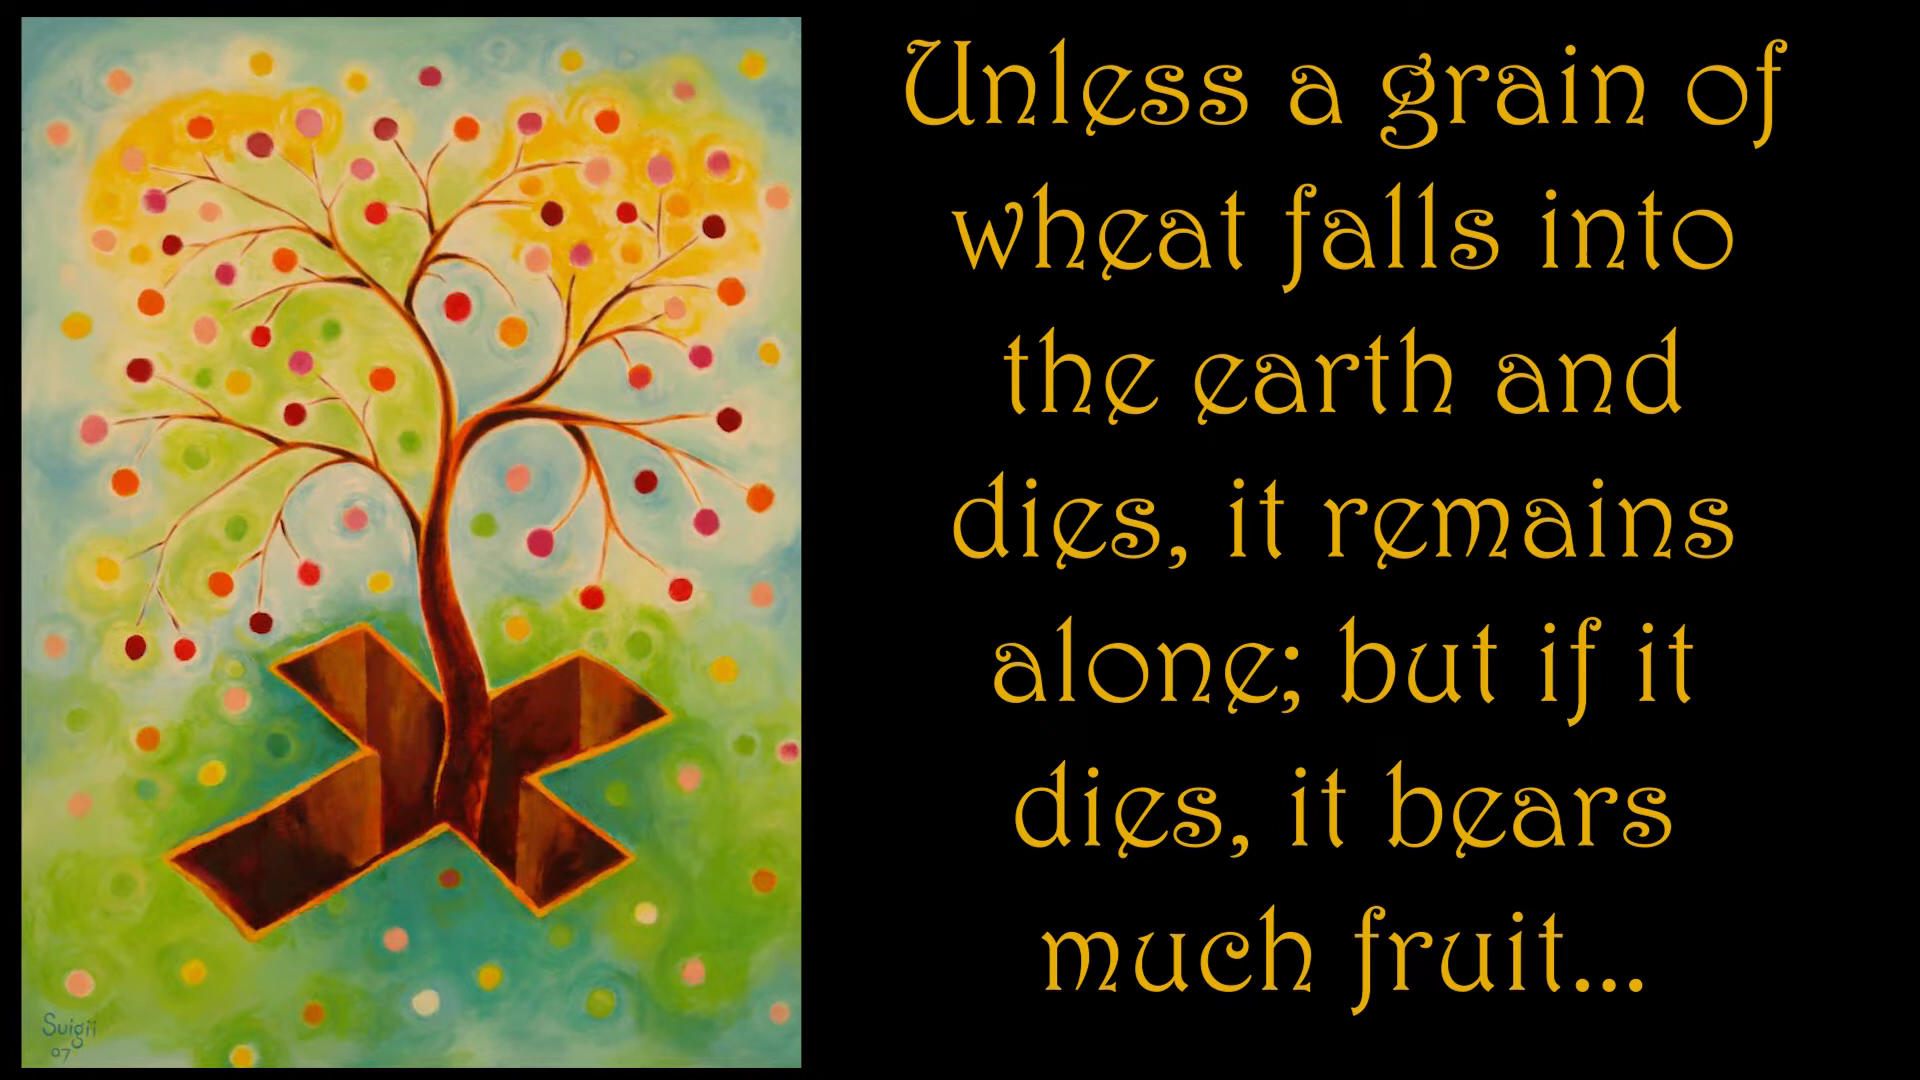 Unless a grain of
wheat falls into
the earth and
dies, it remains
alone; but if it
dies, it bears
much fruit...
Suigii
07